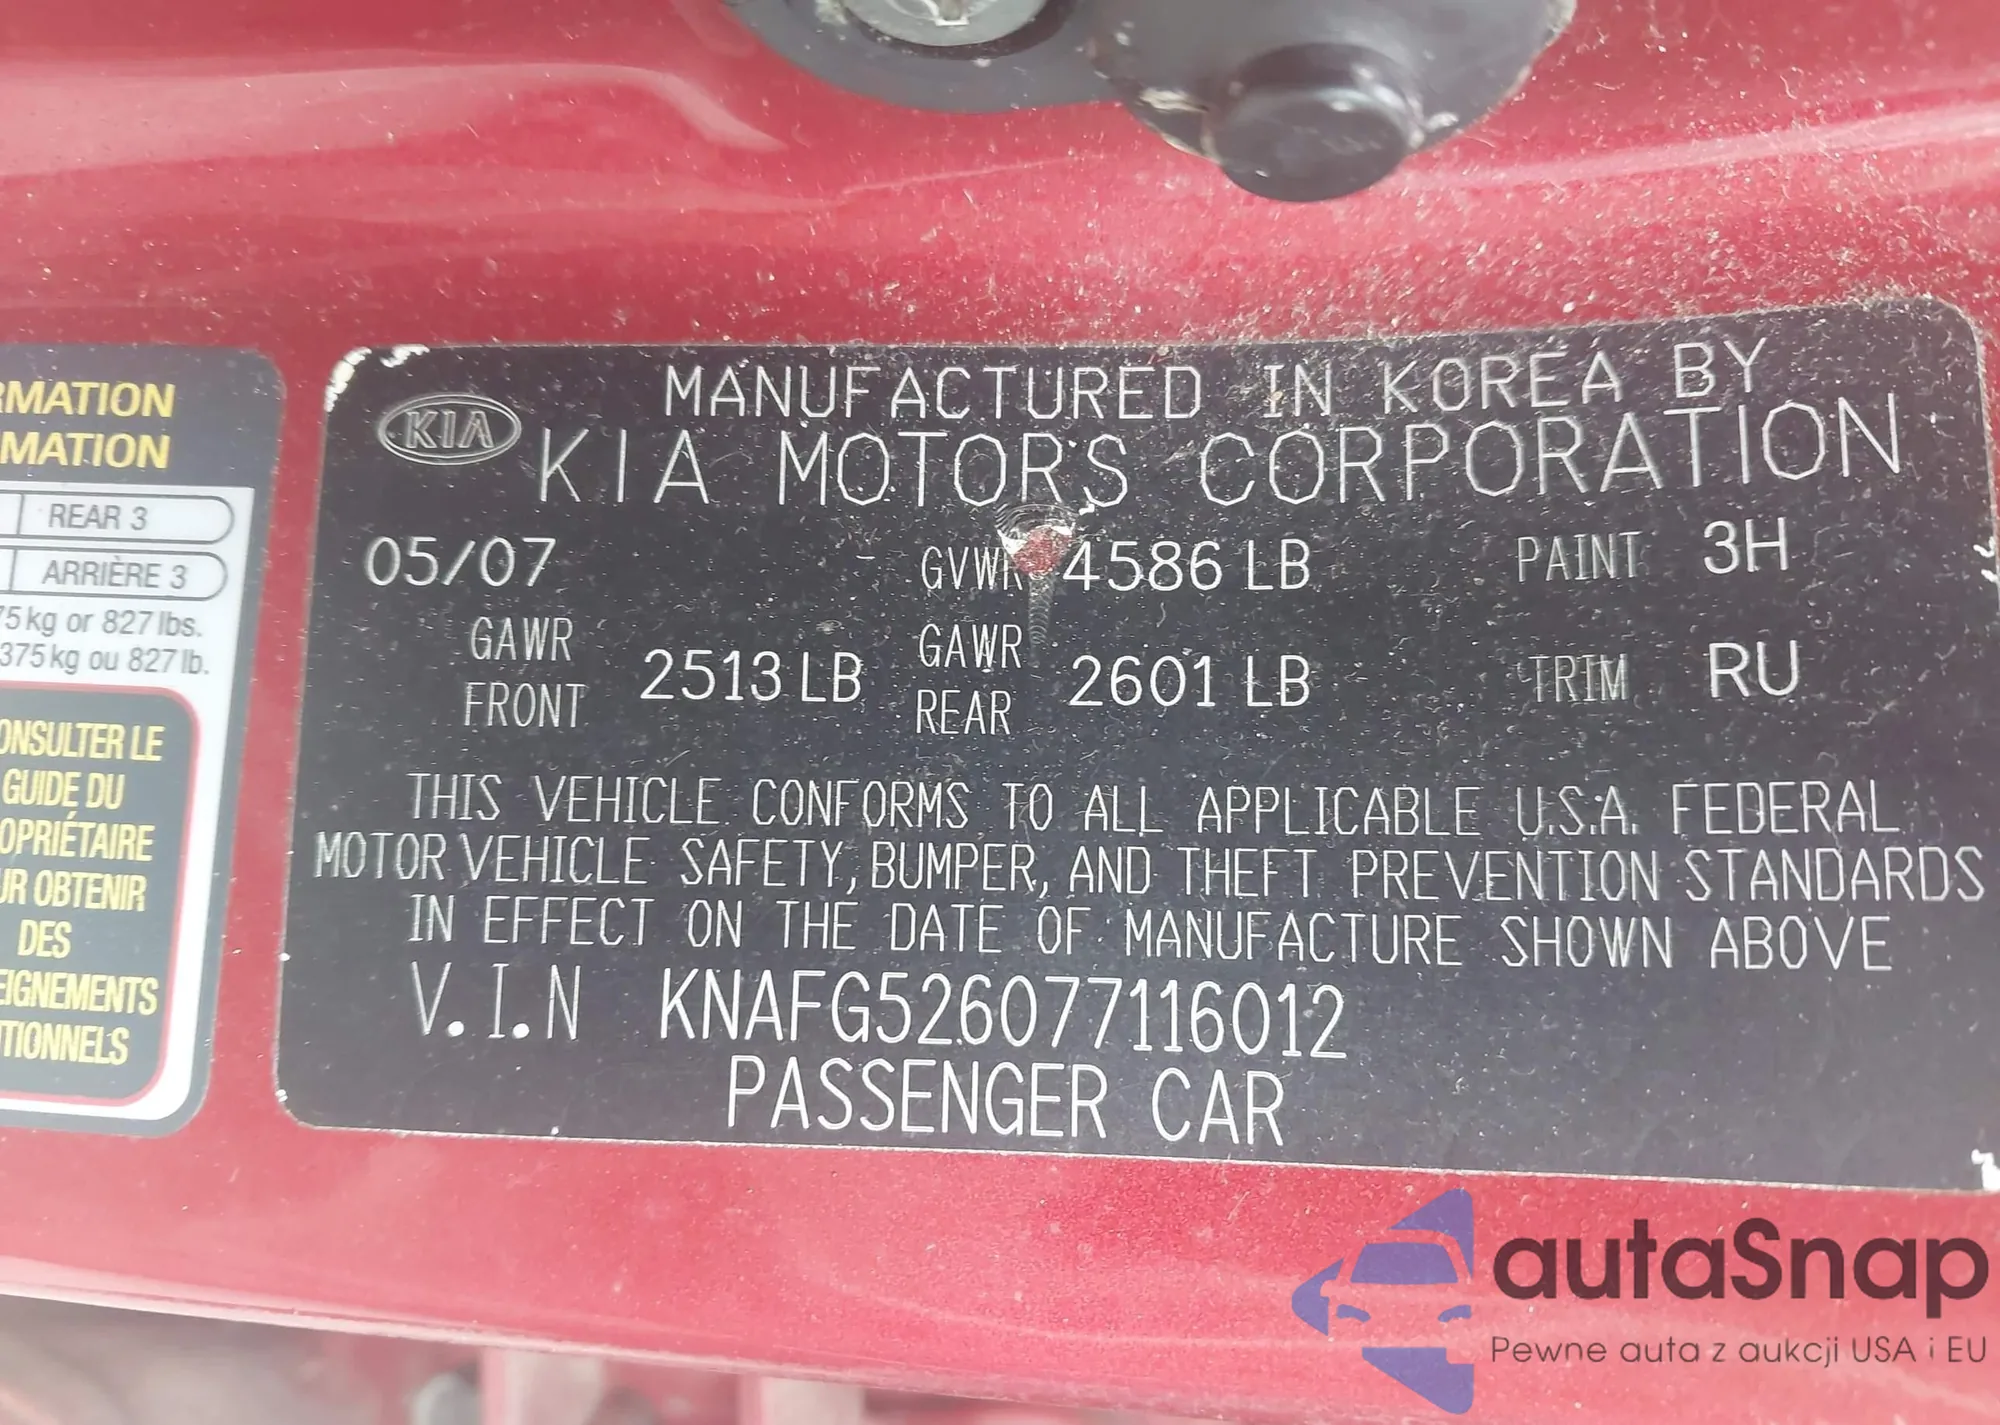 RMATION
MATION
REAR 3
ARRIÈRE 3
75 kg or 827 lbs.
375 kg ou 827 lb.
ONSULTER LE
GUIDE DU
OPRIÉTAIRE
UR OBTENIR
DES
EIGNEMENTS
TIONNELS
KIA
MANUFACTURED IN KOREA BY
KIA MOTORS CORPORATION
05/07 GVWR 4586 LB PAINT 3H
GAWR FRONT 2513 LB GAWR REAR 2601 LB TRIM RU
THIS VEHICLE CONFORMS TO ALL APPLICABLE U.S.A. FEDERAL
MOTOR VEHICLE SAFETY, BUMPER, AND THEFT PREVENTION STANDARDS
IN EFFECT ON THE DATE OF MANUFACTURE SHOWN ABOVE
V.I.N KNAFG526077116012
PASSENGER CAR
autaSnap
Pewne auta z aukcji USA i EU